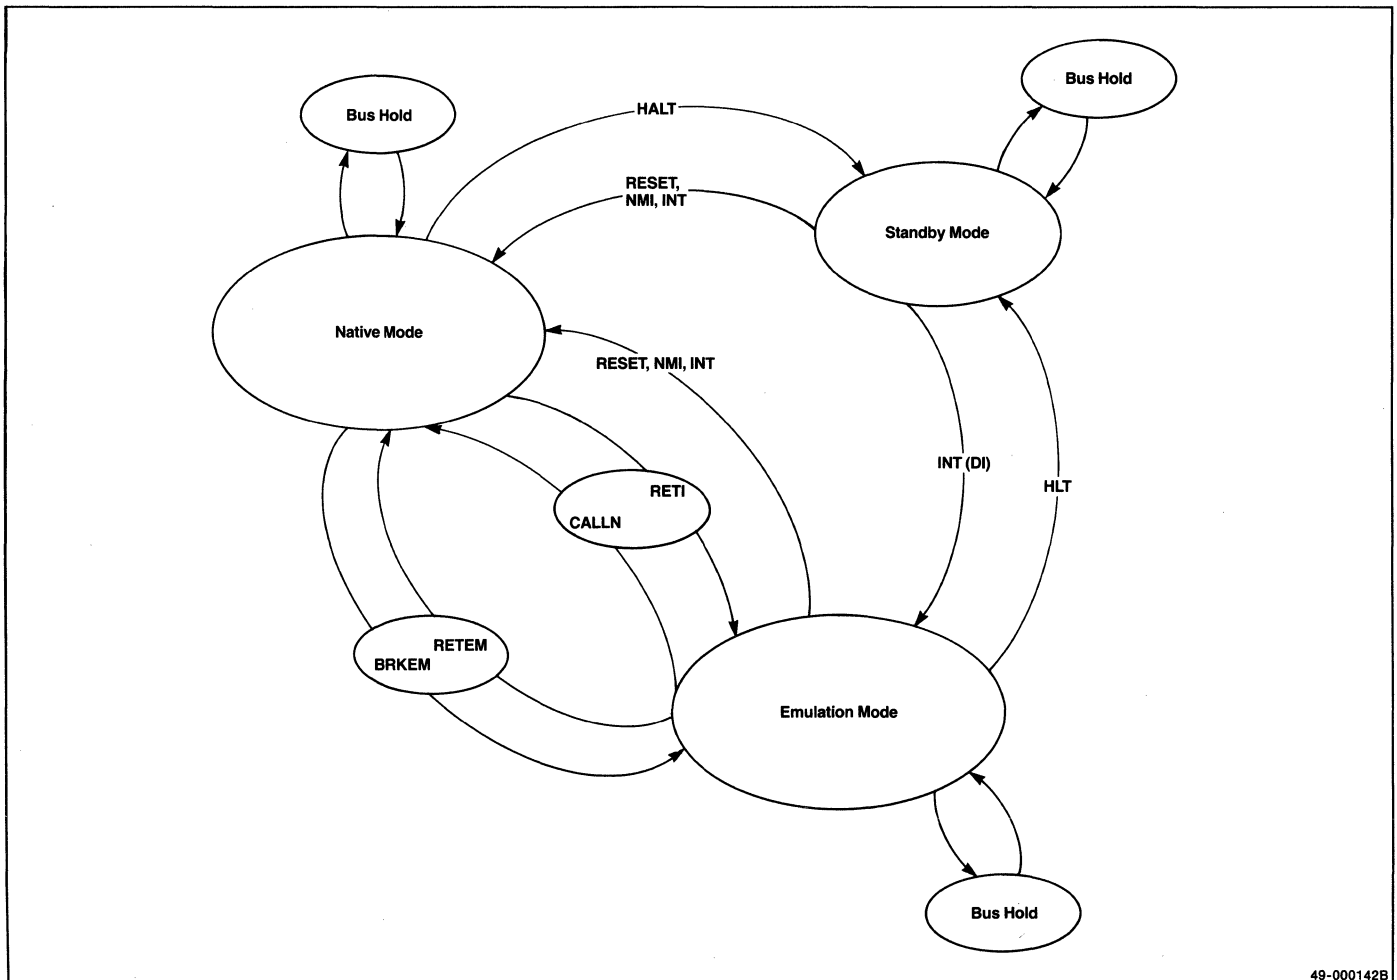 Bus Hold
Bus Hold
HALT
RESET,
NMI, INT
Standby Mode
Native Mode
RESET, NMI, INT
INT (DI)
HLT
RETI
CALLN
RETEM
BRKEM
Emulation Mode
Bus Hold
49-000142B